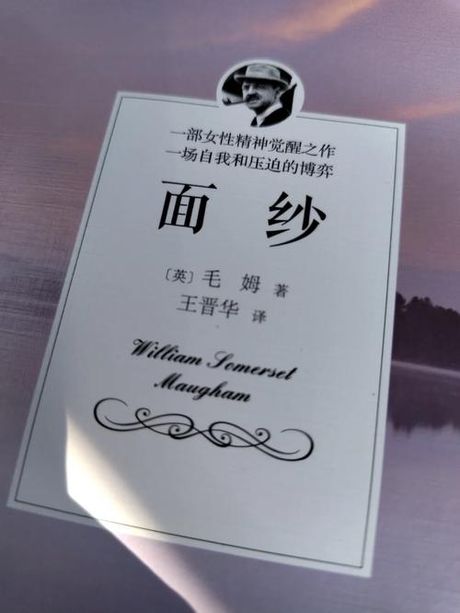 一部女性精神觉醒之作
一场自我和压迫的博弈
面 纱
〔英〕毛 姆 著
王晋华 译
William Somerset
Maugham